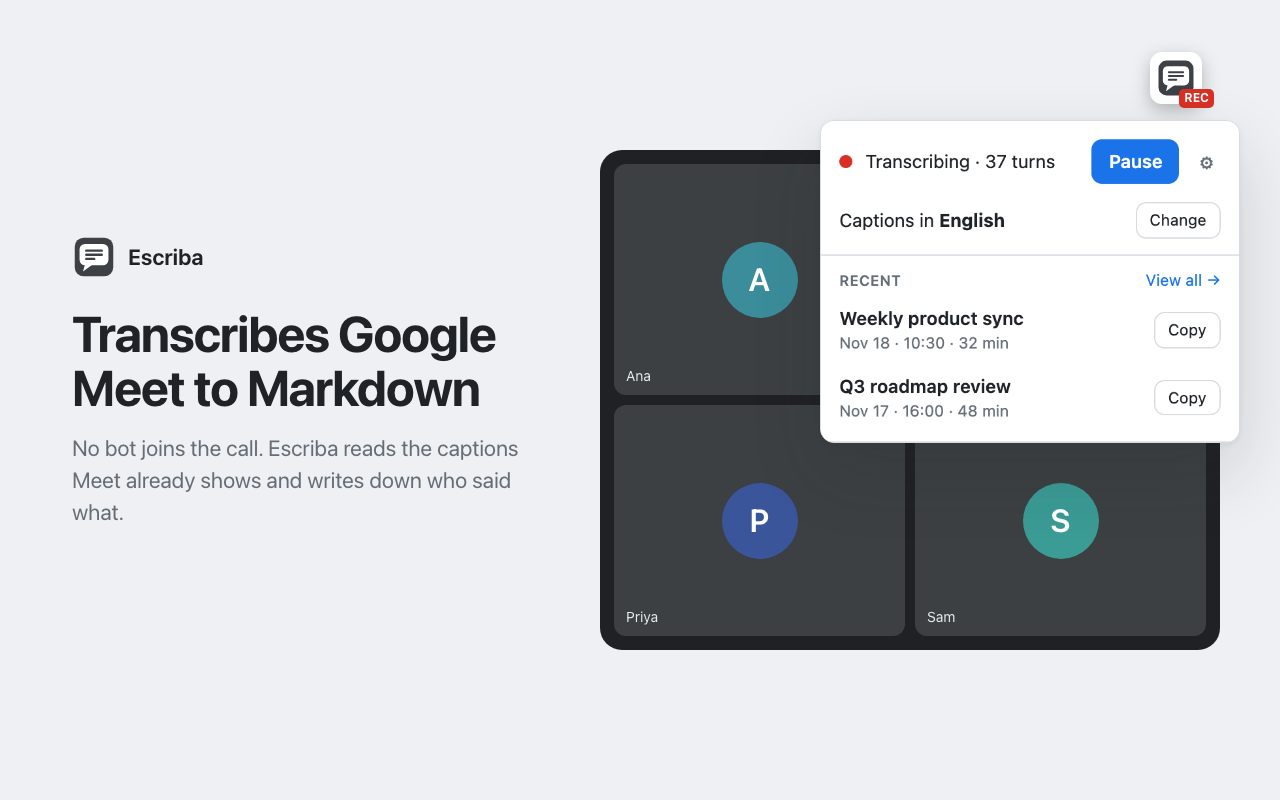 Escriba
Transcribes Google
Meet to Markdown
No bot joins the call. Escriba reads the captions
Meet already shows and writes down who said
what.
REC
Transcribing · 37 turns
Pause
Captions in English
Change
RECENT
View all →
Weekly product sync
Nov 18 · 10:30 · 32 min
Copy
Q3 roadmap review
Nov 17 · 16:00 · 48 min
Copy
A
Ana
P
Priya
S
Sam